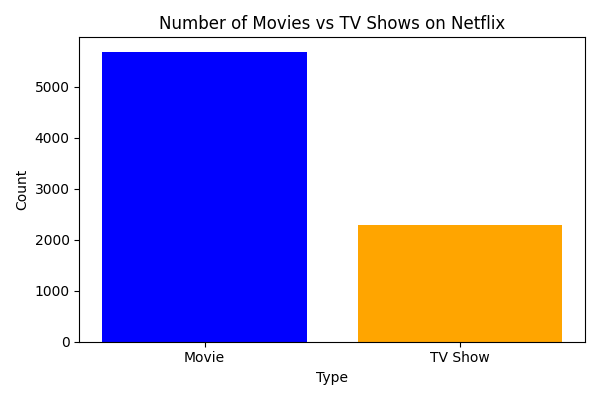 Number of Movies vs TV Shows on Netflix
Count
5000
4000
3000
2000
1000
0
Movie
TV Show
Type